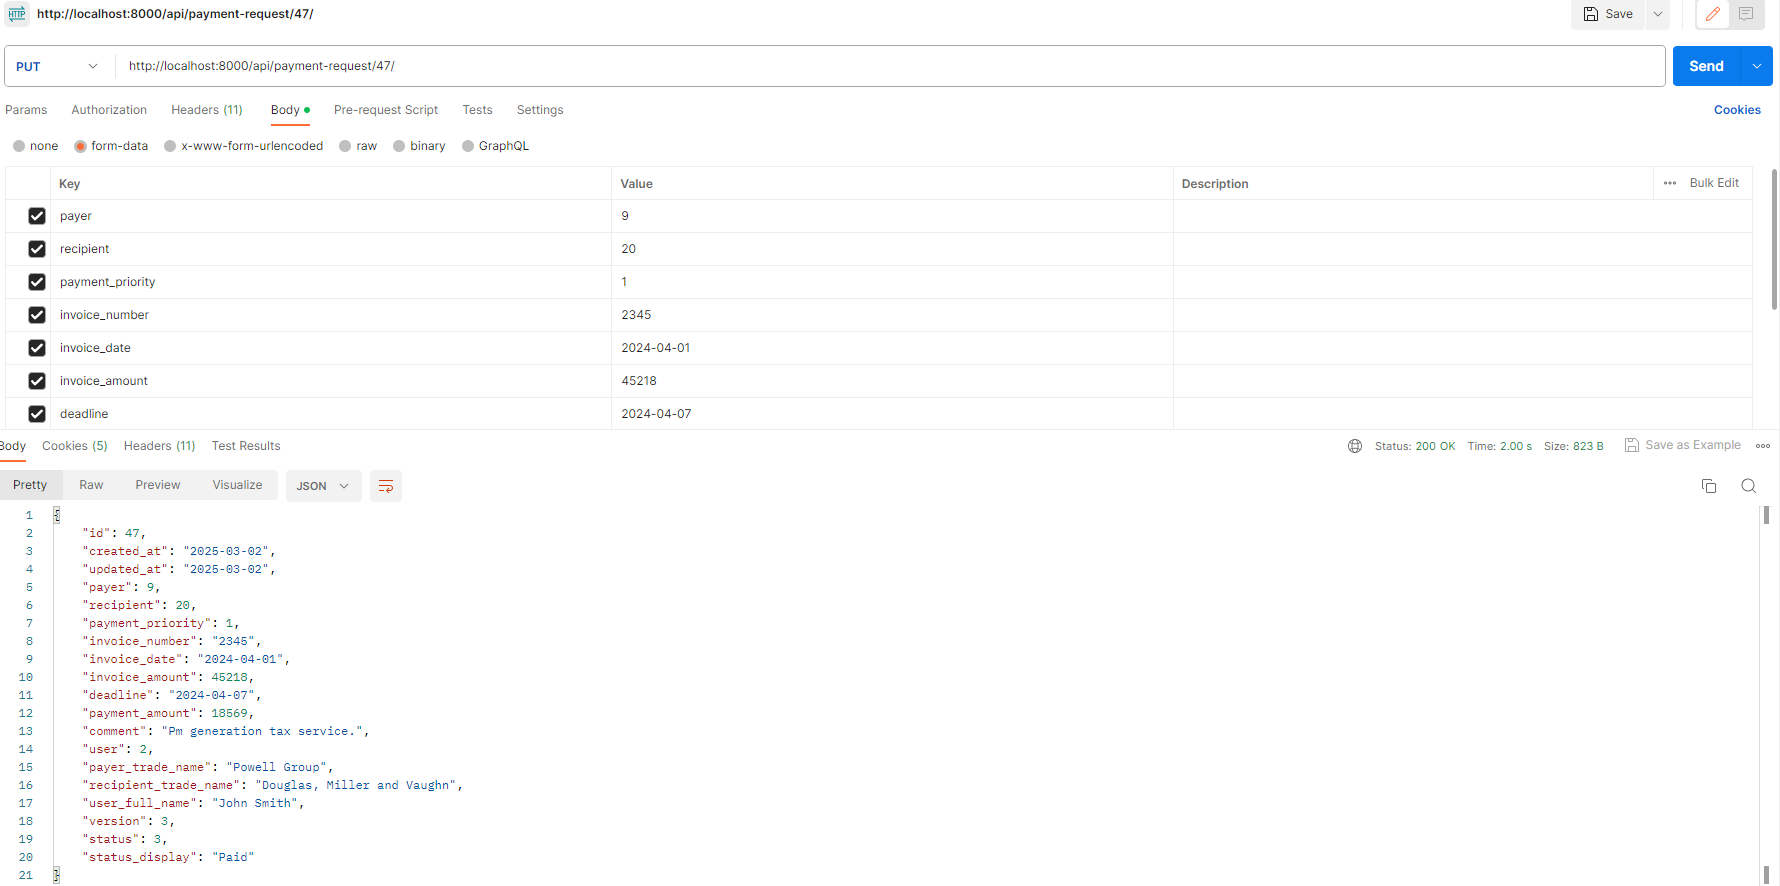 HTTP http://localhost:8000/api/payment-request/47/ Save
PUT http://localhost:8000/api/payment-request/47/ Send
Params Authorization Headers (11) Body Pre-request Script Tests Settings Cookies
none form-data x-www-form-urlencoded raw binary GraphQL
Key Value Description ••• Bulk Edit
payer 9
recipient 20
payment_priority 1
invoice_number 2345
invoice_date 2024-04-01
invoice_amount 45218
deadline 2024-04-07
Body Cookies (5) Headers (11) Test Results Status: 200 OK Time: 2.00 s Size: 823 B Save as Example
Pretty Raw Preview Visualize JSON
1 {
2 "id": 47,
3 "created_at": "2025-03-02",
4 "updated_at": "2025-03-02",
5 "payer": 9,
6 "recipient": 20,
7 "payment_priority": 1,
8 "invoice_number": "2345",
9 "invoice_date": "2024-04-01",
10 "invoice_amount": 45218,
11 "deadline": "2024-04-07",
12 "payment_amount": 18569,
13 "comment": "Pm generation tax service.",
14 "user": 2,
15 "payer_trade_name": "Powell Group",
16 "recipient_trade_name": "Douglas, Miller and Vaughn",
17 "user_full_name": "John Smith",
18 "version": 3,
19 "status": 3,
20 "status_display": "Paid"
21 }